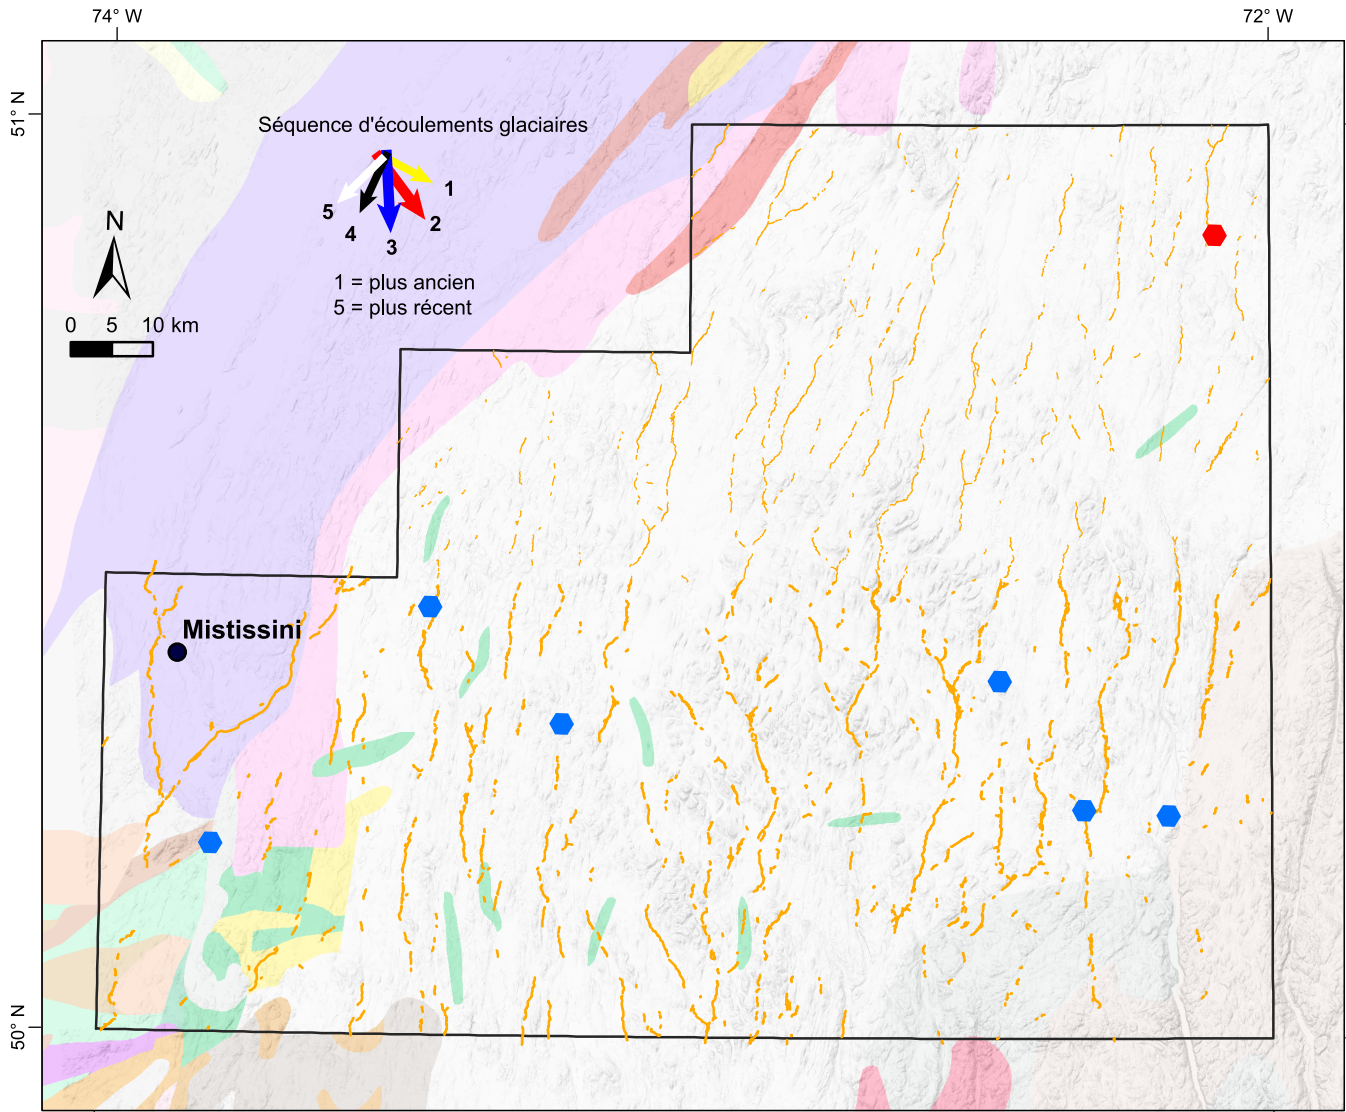 74° W
72° W
51° N
Séquence d'écoulements glaciaires
1
2
3
4
5
1 = plus ancien
5 = plus récent
N
0 5 10 km
Mistissini
50° N